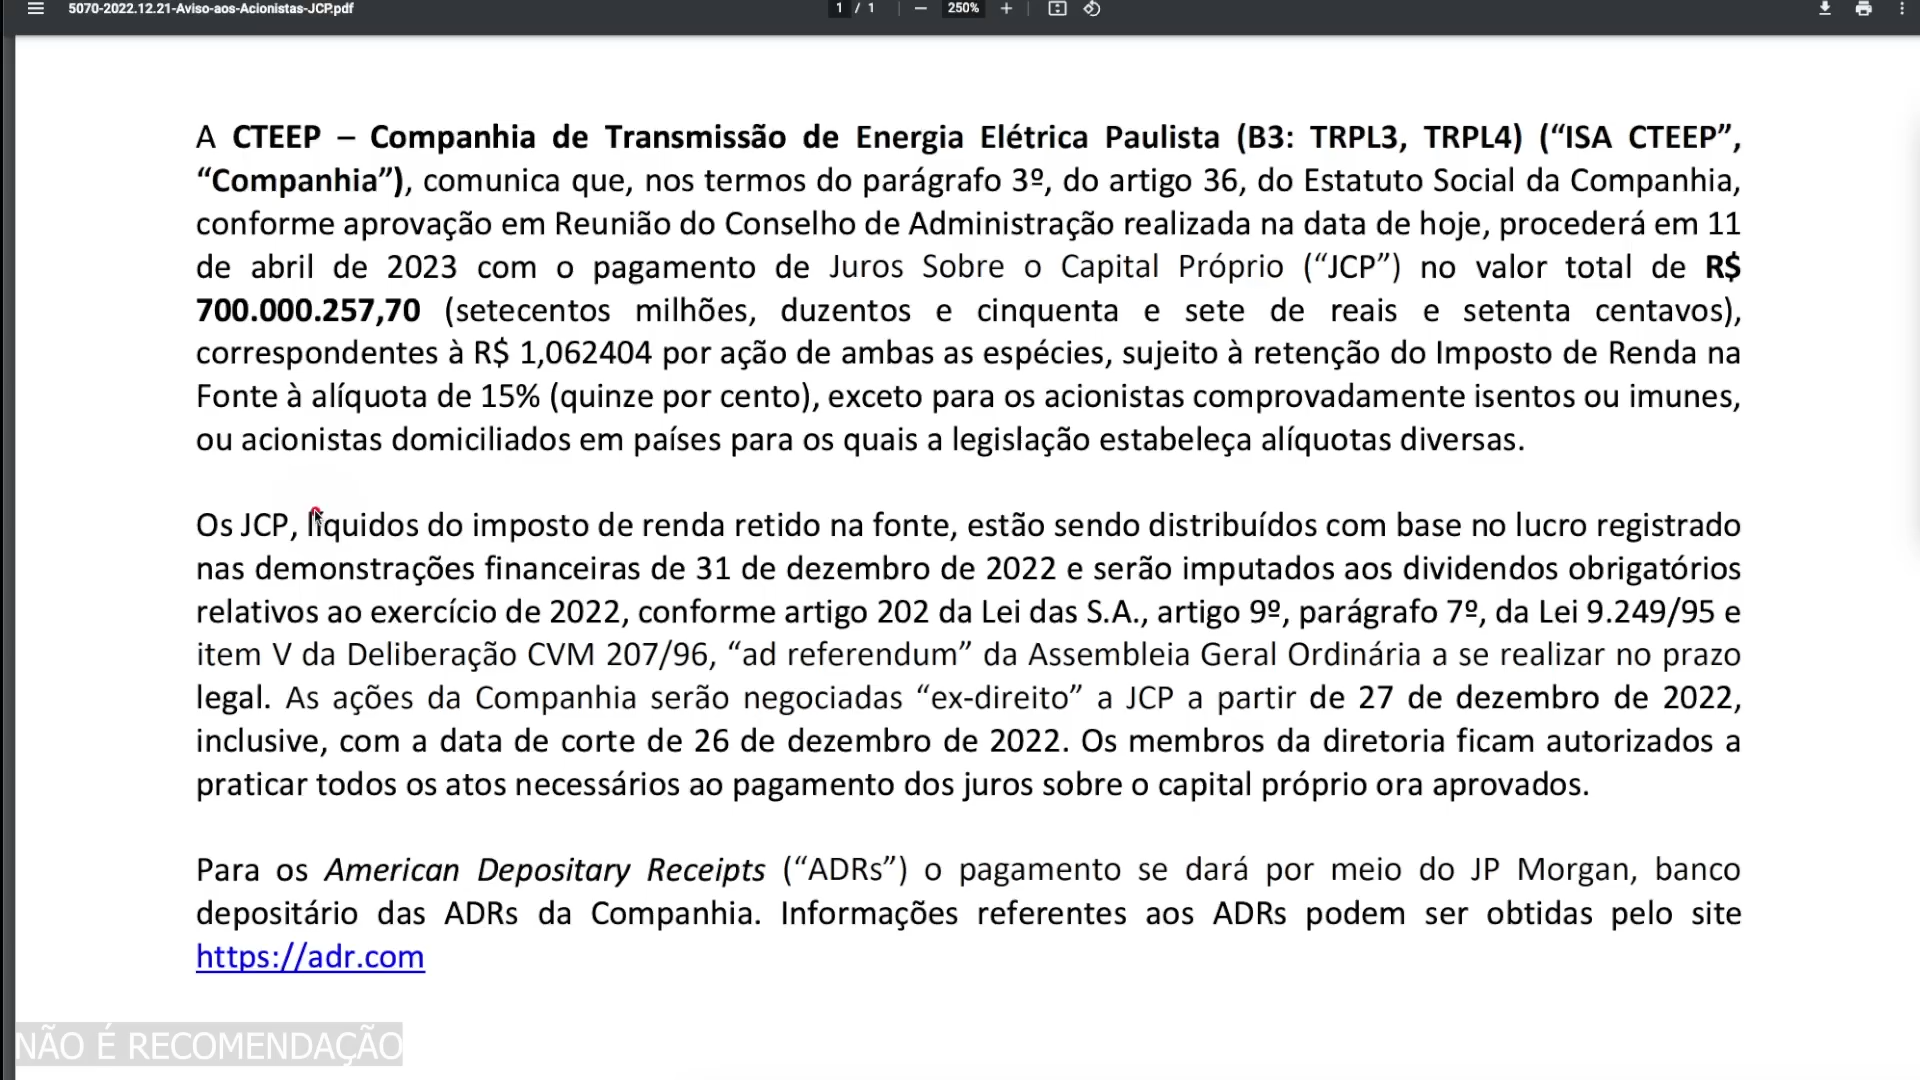 5070-2022.12.21-Aviso-aos-Acionistas-JCP.pdf 1 / 1 250%
A CTEEP – Companhia de Transmissão de Energia Elétrica Paulista (B3: TRPL3, TRPL4) (“ISA CTEEP”,
“Companhia”), comunica que, nos termos do parágrafo 3º, do artigo 36, do Estatuto Social da Companhia,
conforme aprovação em Reunião do Conselho de Administração realizada na data de hoje, procederá em 11
de abril de 2023 com o pagamento de Juros Sobre o Capital Próprio (“JCP”) no valor total de R$
700.000.257,70 (setecentos milhões, duzentos e cinquenta e sete de reais e setenta centavos),
correspondentes à R$ 1,062404 por ação de ambas as espécies, sujeito à retenção do Imposto de Renda na
Fonte à alíquota de 15% (quinze por cento), exceto para os acionistas comprovadamente isentos ou imunes,
ou acionistas domiciliados em países para os quais a legislação estabeleça alíquotas diversas.
Os JCP, líquidos do imposto de renda retido na fonte, estão sendo distribuídos com base no lucro registrado
nas demonstrações financeiras de 31 de dezembro de 2022 e serão imputados aos dividendos obrigatórios
relativos ao exercício de 2022, conforme artigo 202 da Lei das S.A., artigo 9º, parágrafo 7º, da Lei 9.249/95 e
item V da Deliberação CVM 207/96, “ad referendum” da Assembleia Geral Ordinária a se realizar no prazo
legal. As ações da Companhia serão negociadas “ex-direito” a JCP a partir de 27 de dezembro de 2022,
inclusive, com a data de corte de 26 de dezembro de 2022. Os membros da diretoria ficam autorizados a
praticar todos os atos necessários ao pagamento dos juros sobre o capital próprio ora aprovados.
Para os American Depositary Receipts (“ADRs”) o pagamento se dará por meio do JP Morgan, banco
depositário das ADRs da Companhia. Informações referentes aos ADRs podem ser obtidas pelo site
https://adr.com
NÃO É RECOMENDAÇÃO